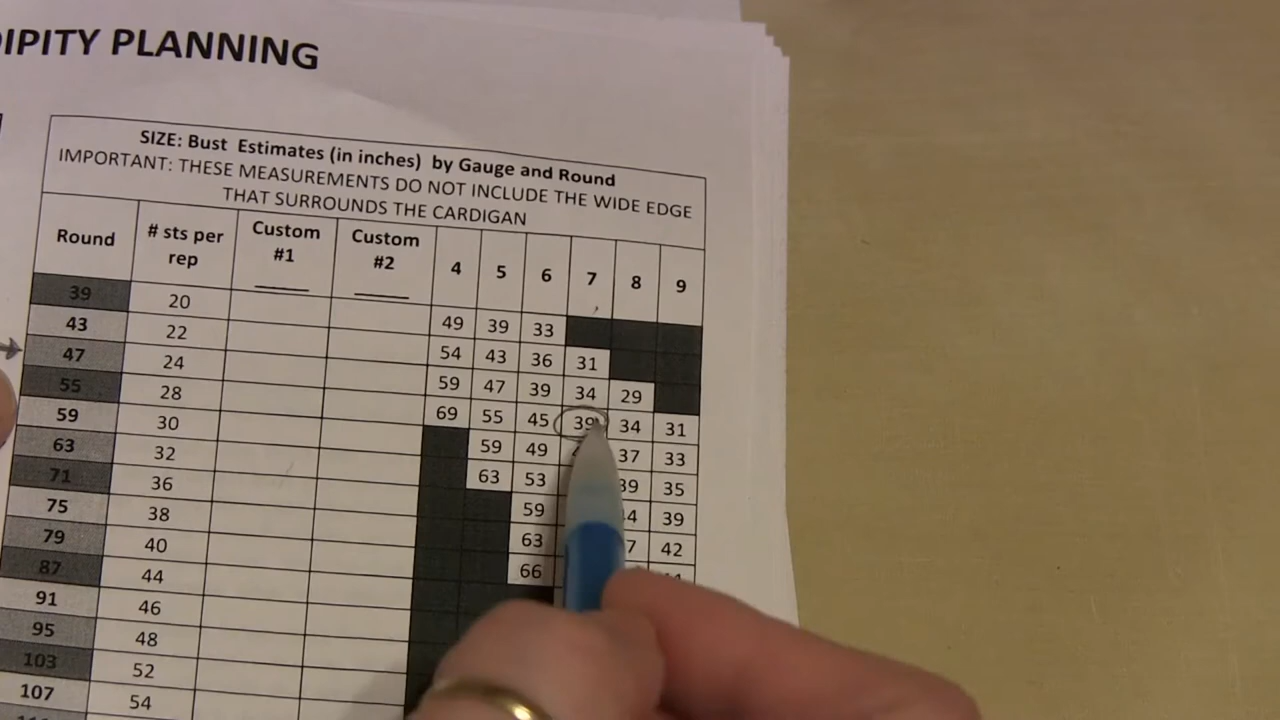 IPITY PLANNING
SIZE: Bust Estimates (in inches) by Gauge and Round
IMPORTANT: THESE MEASUREMENTS DO NOT INCLUDE THE WIDE EDGE
THAT SURROUNDS THE CARDIGAN
Round # sts per rep Custom #1 ____ Custom #2 ____ 4 5 6 7 8 9
39 20 49 39 33
43 22 54 43 36 31
47 24 59 47 39 34 29
55 28 69 55 45 39 34 31
59 30 59 49 37 33
63 32 63 53 39 35
71 36 59 4 39
75 38 63 7 42
79 40 66
87 44
91 46
95 48
103 52
107 54